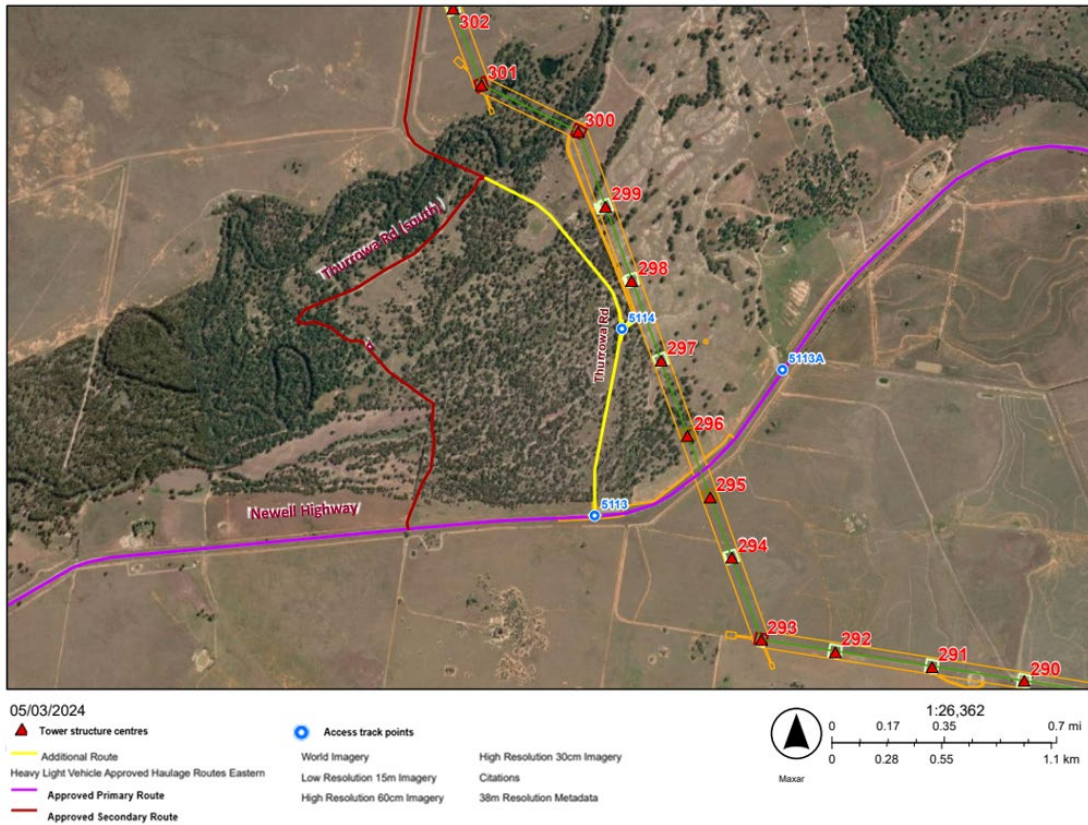 302
301
300
299
298
Thurrowa Rd (south)
5114
Thurrowa Rd
297
5113A
296
295
Newell Highway
5113
294
293
292
291
290
05/03/2024
Tower structure centres
Additional Route
Heavy Light Vehicle Approved Haulage Routes Eastern
Approved Primary Route
Approved Secondary Route
Access track points
World Imagery
Low Resolution 15m Imagery
High Resolution 60cm Imagery
High Resolution 30cm Imagery
Citations
38m Resolution Metadata
Maxar
1:26,362
0 0.17 0.35 0.7 mi
0 0.28 0.55 1.1 km